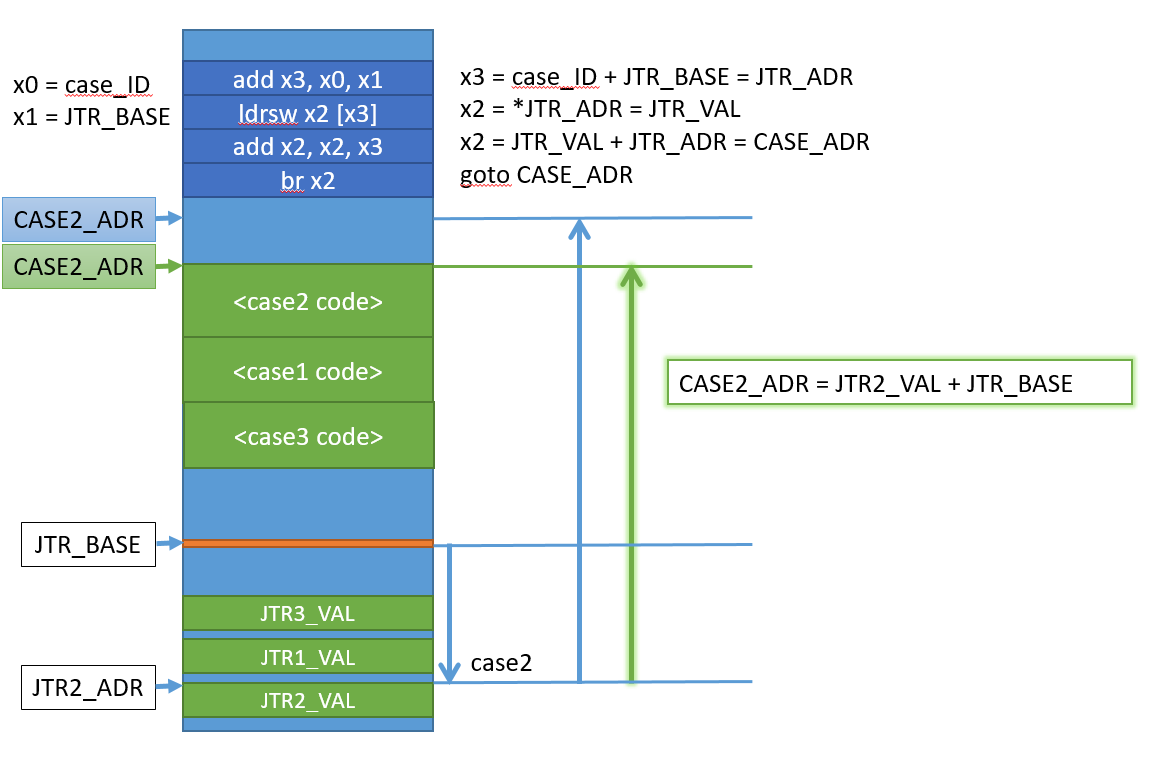 x0 = case_ID
x1 = JTR_BASE
add x3, x0, x1
ldrsw x2 [x3]
add x2, x2, x3
br x2
x3 = case_ID + JTR_BASE = JTR_ADR
x2 = *JTR_ADR = JTR_VAL
x2 = JTR_VAL + JTR_ADR = CASE_ADR
goto CASE_ADR
CASE2_ADR
CASE2_ADR
<case2 code>
<case1 code>
<case3 code>
CASE2_ADR = JTR2_VAL + JTR_BASE
JTR_BASE
JTR3_VAL
JTR1_VAL
case2
JTR2_ADR
JTR2_VAL